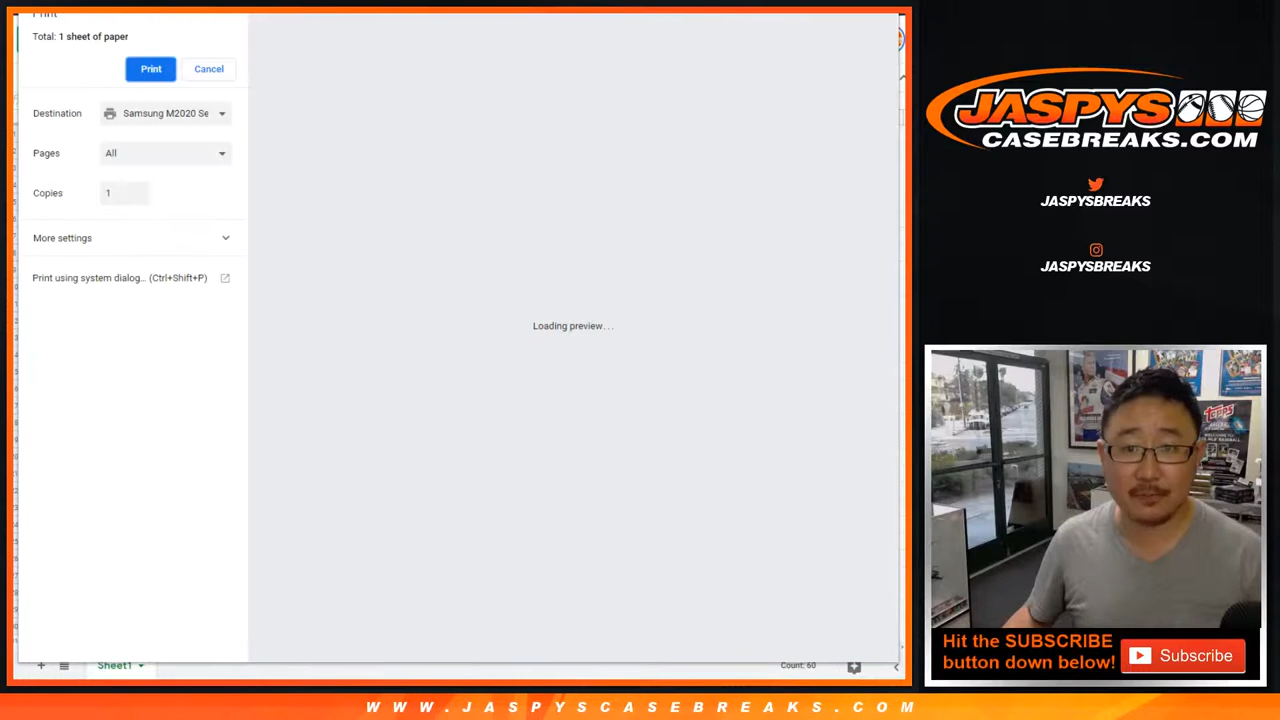 Print
Total: 1 sheet of paper
Print
Cancel
Destination
Samsung M2020 Se
Pages
All
Copies
1
More settings
Print using system dialog... (Ctrl+Shift+P)
Loading preview...
Sheet1
Count: 60
JASPYS
CASEBREAKS.COM
JASPYSBREAKS
JASPYSBREAKS
topps
Hit the SUBSCRIBE
button down below!
Subscribe
WWW.JASPYSCASEBREAKS.COM